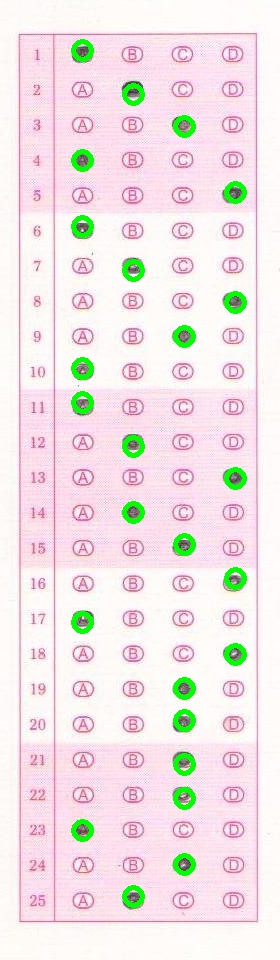 1 B C D
2 A C D
3 A B D
4 B C D
5 A B C
6 B C D
7 A C D
8 A B C
9 A B D
10 B C D
11 B C D
12 A C D
13 A B C
14 A C D
15 A B D
16 A B C
17 B C D
18 A B C
19 A B D
20 A B D
21 A B D
22 A B D
23 B C D
24 A B D
25 A C D